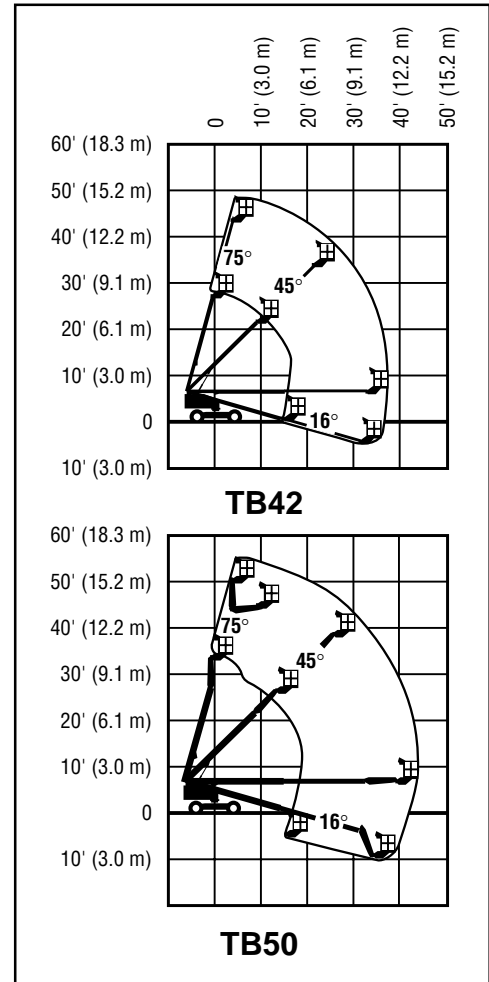 0
10' (3.0 m)
20' (6.1 m)
30' (9.1 m)
40' (12.2 m)
50' (15.2 m)
60' (18.3 m)
50' (15.2 m)
40' (12.2 m)
30' (9.1 m)
20' (6.1 m)
10' (3.0 m)
0
10' (3.0 m)
75°
45°
16°
TB42
60' (18.3 m)
50' (15.2 m)
40' (12.2 m)
30' (9.1 m)
20' (6.1 m)
10' (3.0 m)
0
10' (3.0 m)
75°
45°
16°
TB50